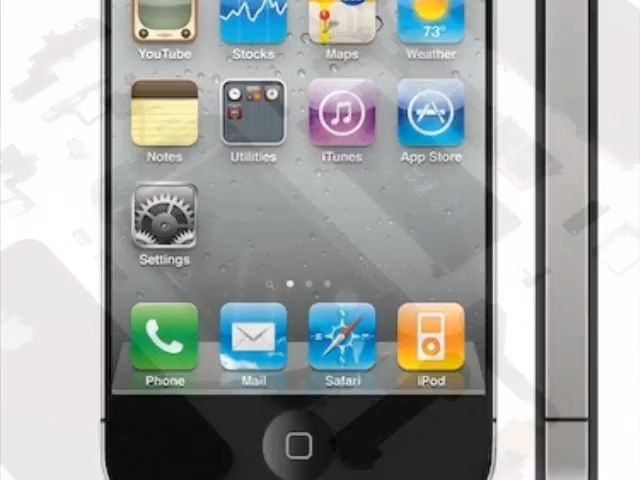 YouTube Stocks Maps Weather
73°
Notes Utilities iTunes App Store
Settings
Phone Mail Safari iPod